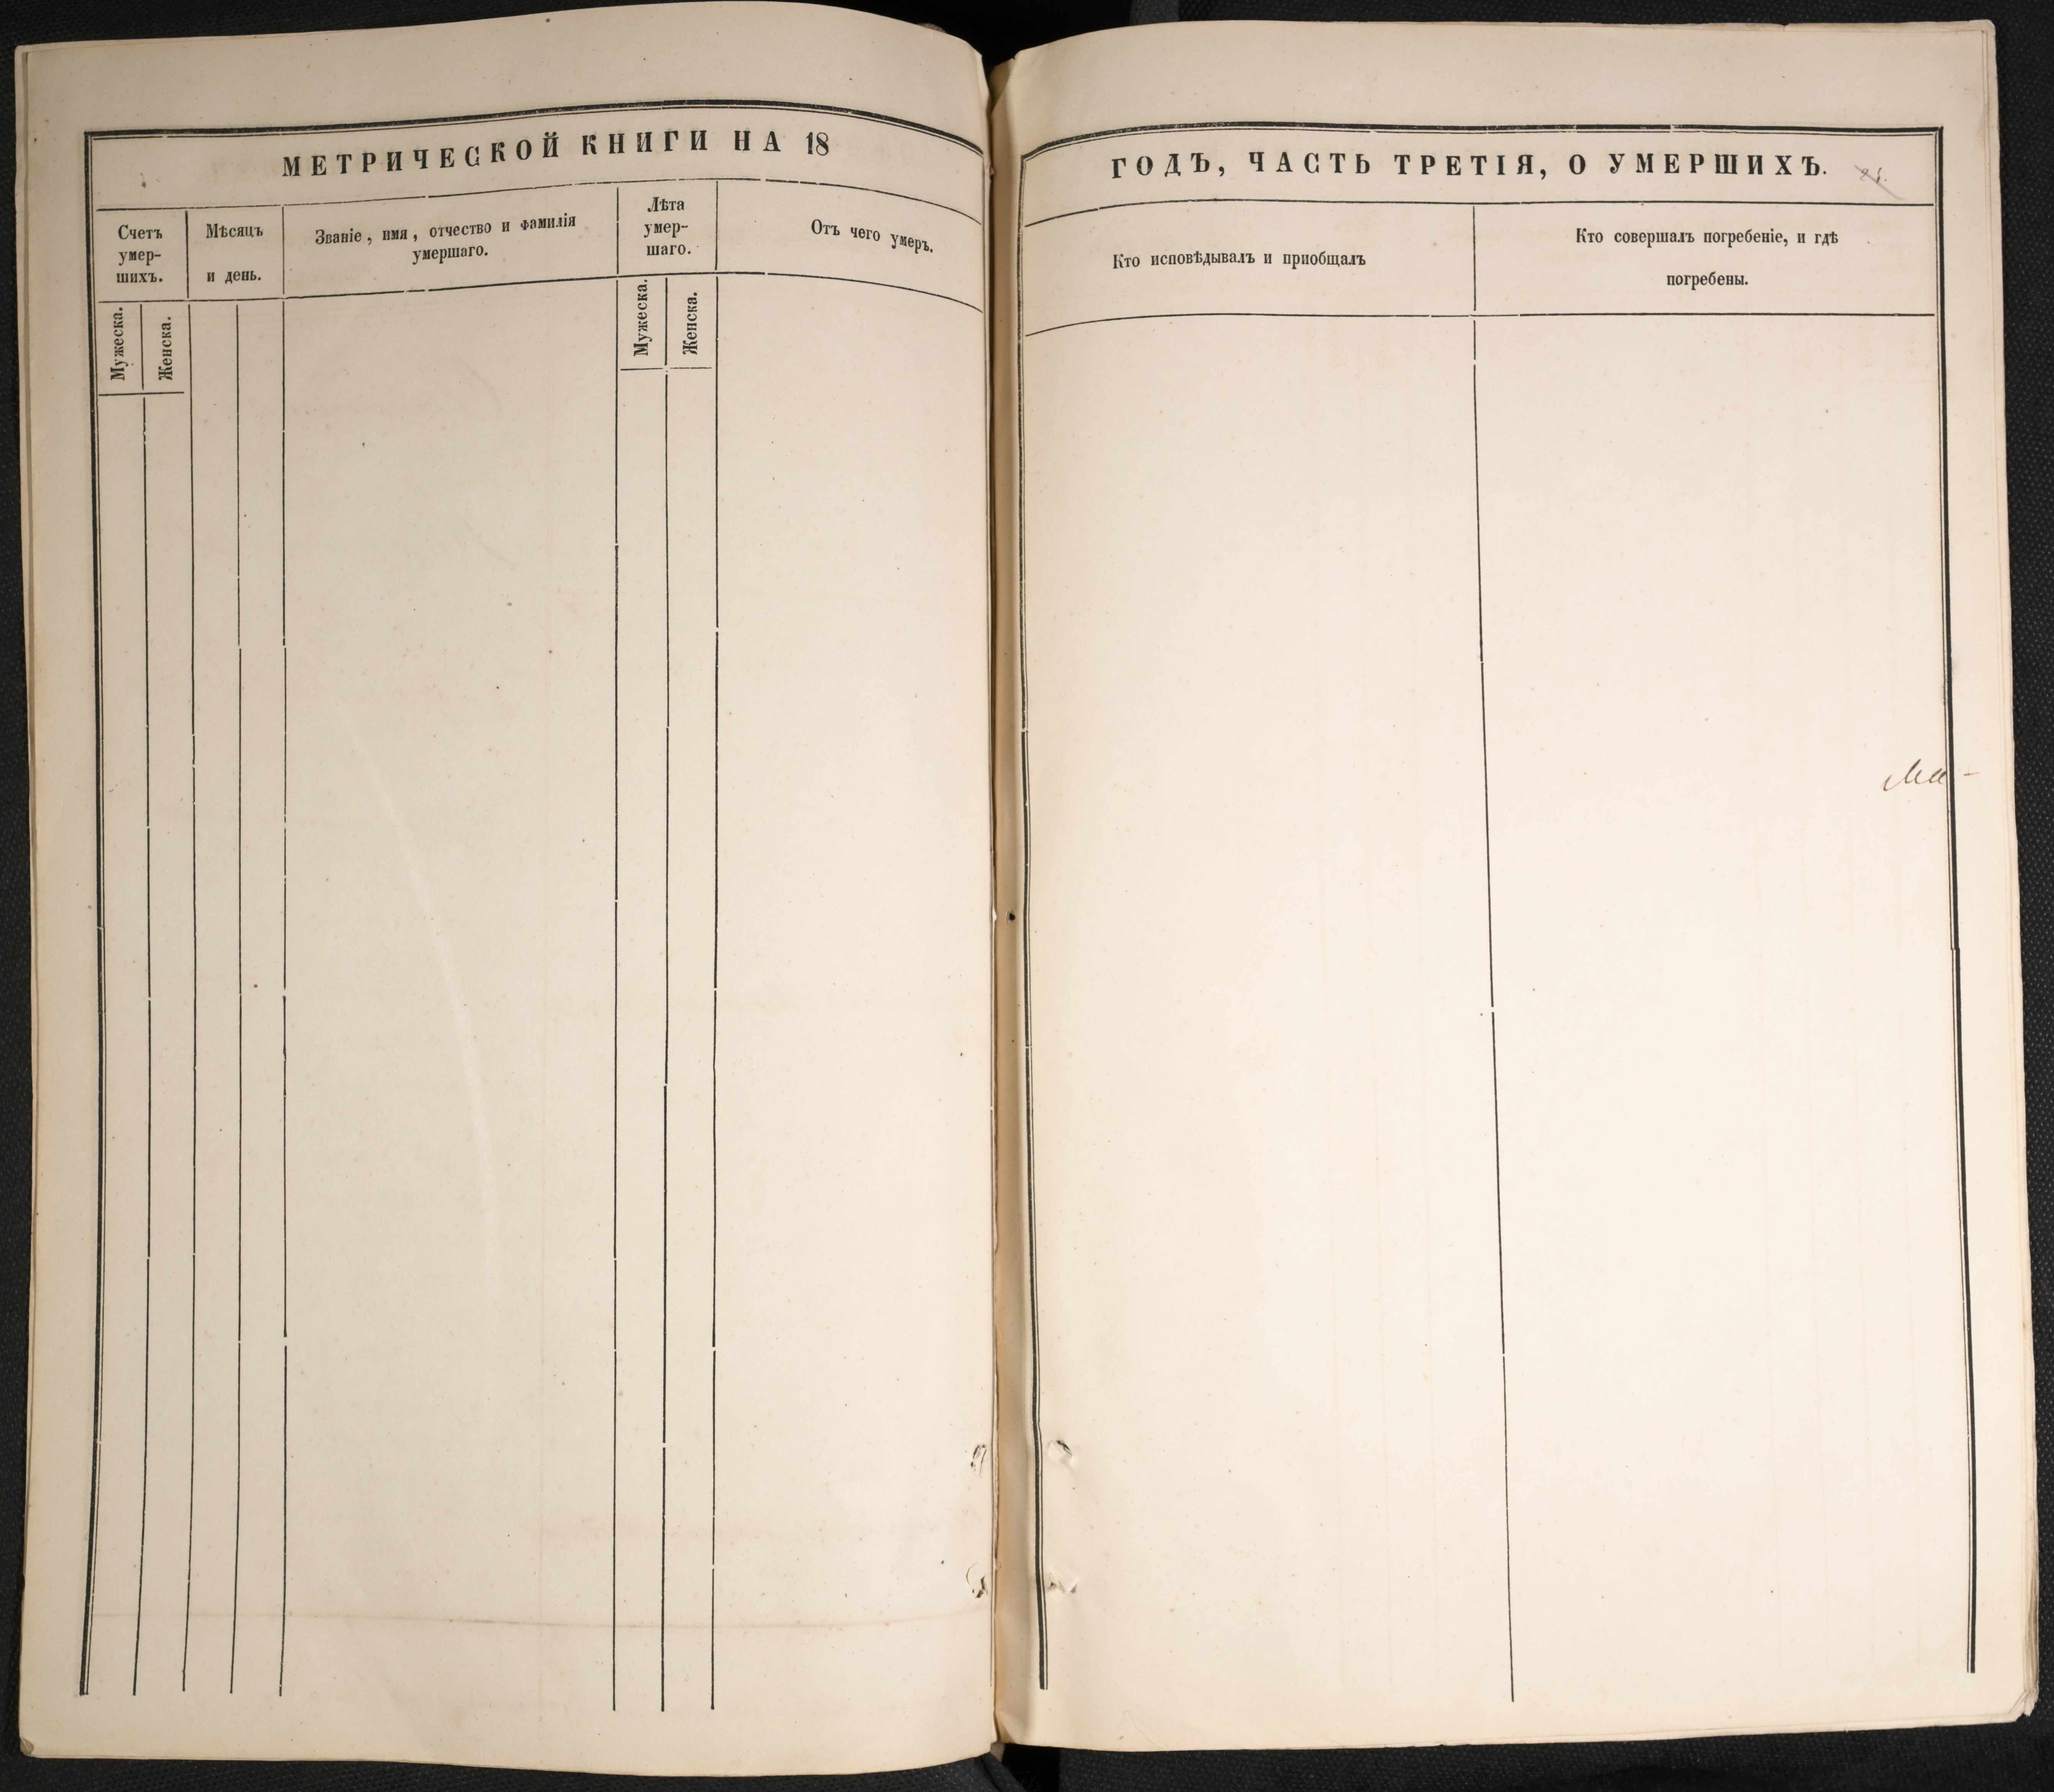 МЕТРИЧЕСКОЙ КНИГИ НА 18
Счетъ умер-
шихъ.
Мужеска.
Женска.
Мѣсяцъ
и день.
Званіе, имя, отчество и фамилія
умершаго.
Лѣта
умер-
шаго.
Мужеска.
Женска.
Отъ чего умеръ.
ГОДЪ, ЧАСТЬ ТРЕТІЯ, О УМЕРШИХЪ.
Кто исповѣдывалъ и приобщалъ
Кто совершалъ погребеніе, и гдѣ
погребены.